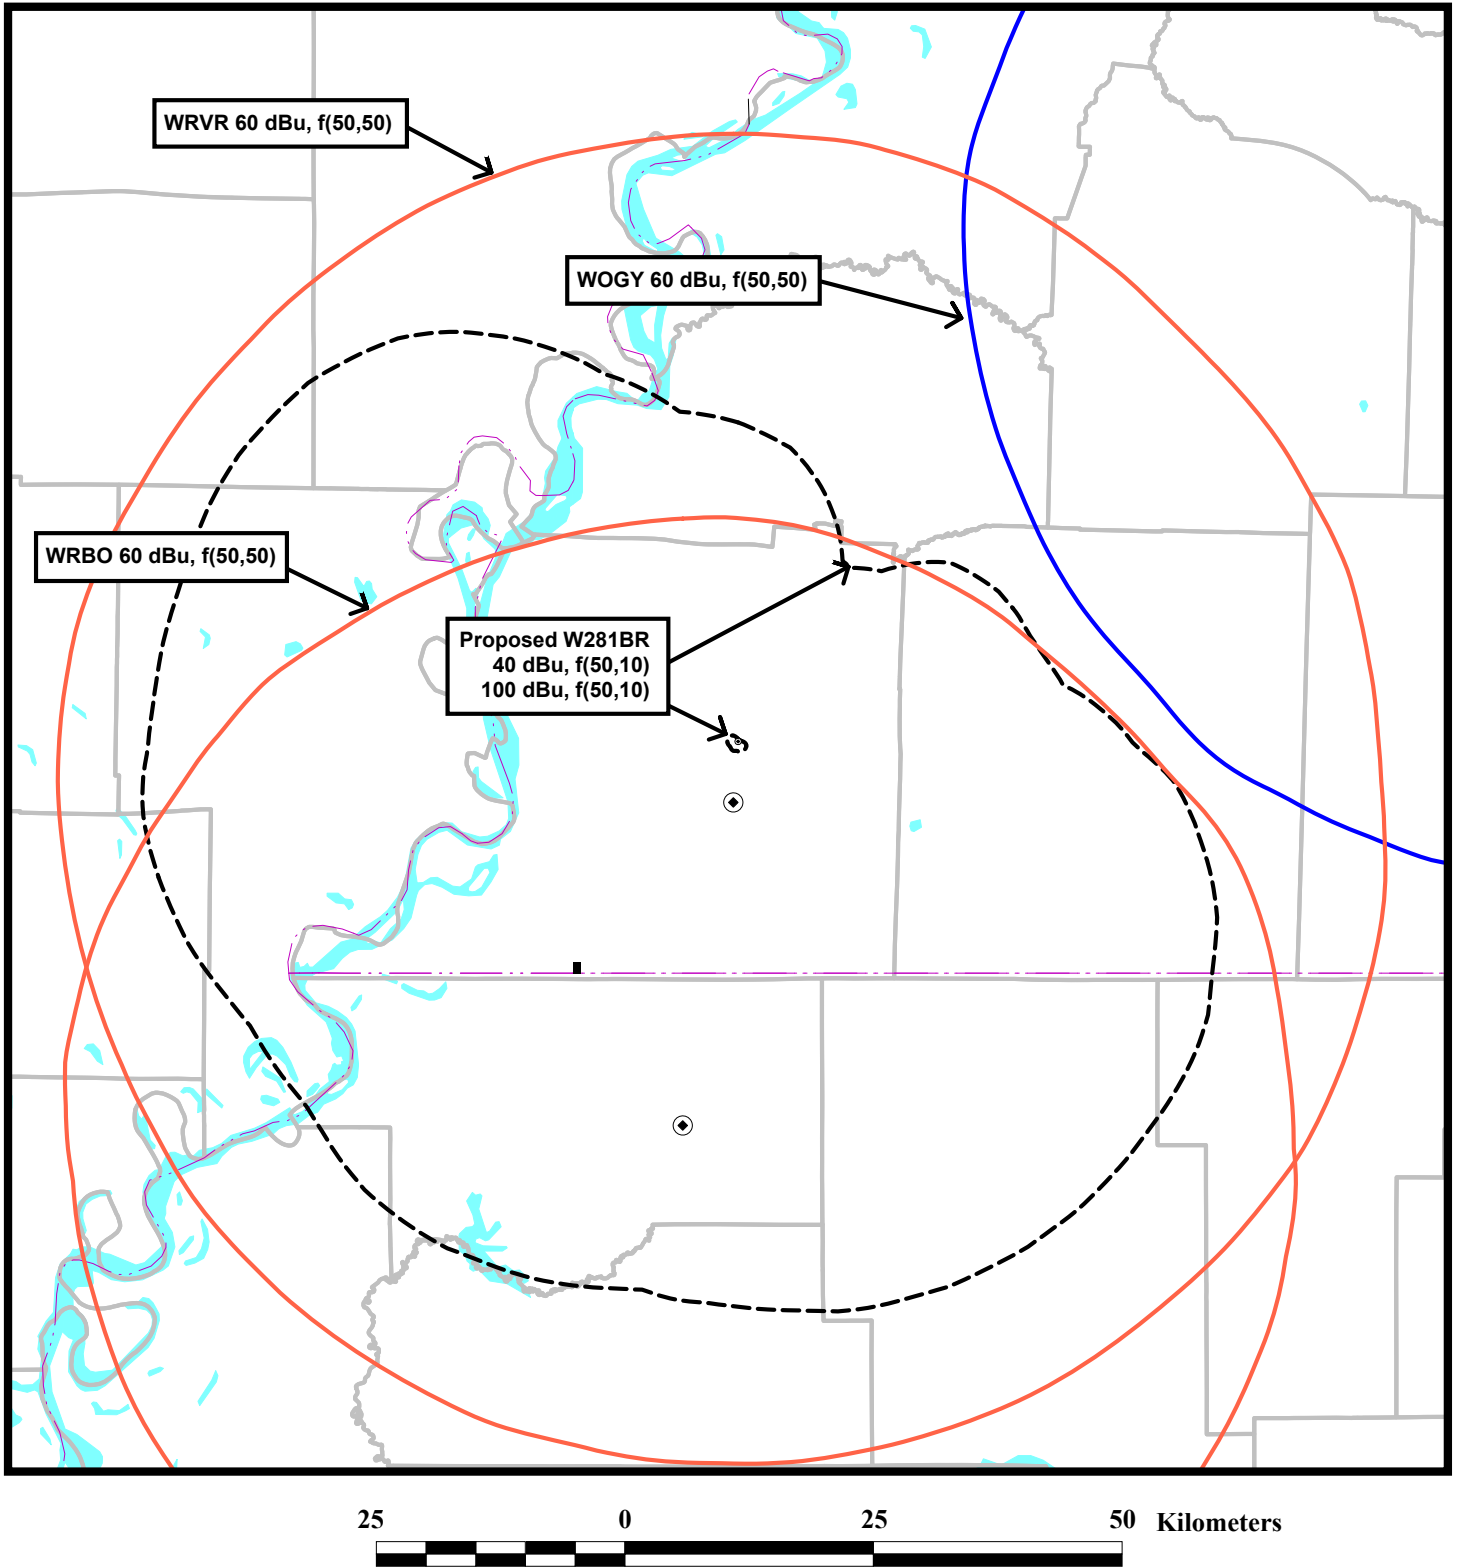 WRVR 60 dBu, f(50,50)
WOGY 60 dBu, f(50,50)
WRBO 60 dBu, f(50,50)
Proposed W281BR
40 dBu, f(50,10)
100 dBu, f(50,10)
25 0 25 50 Kilometers